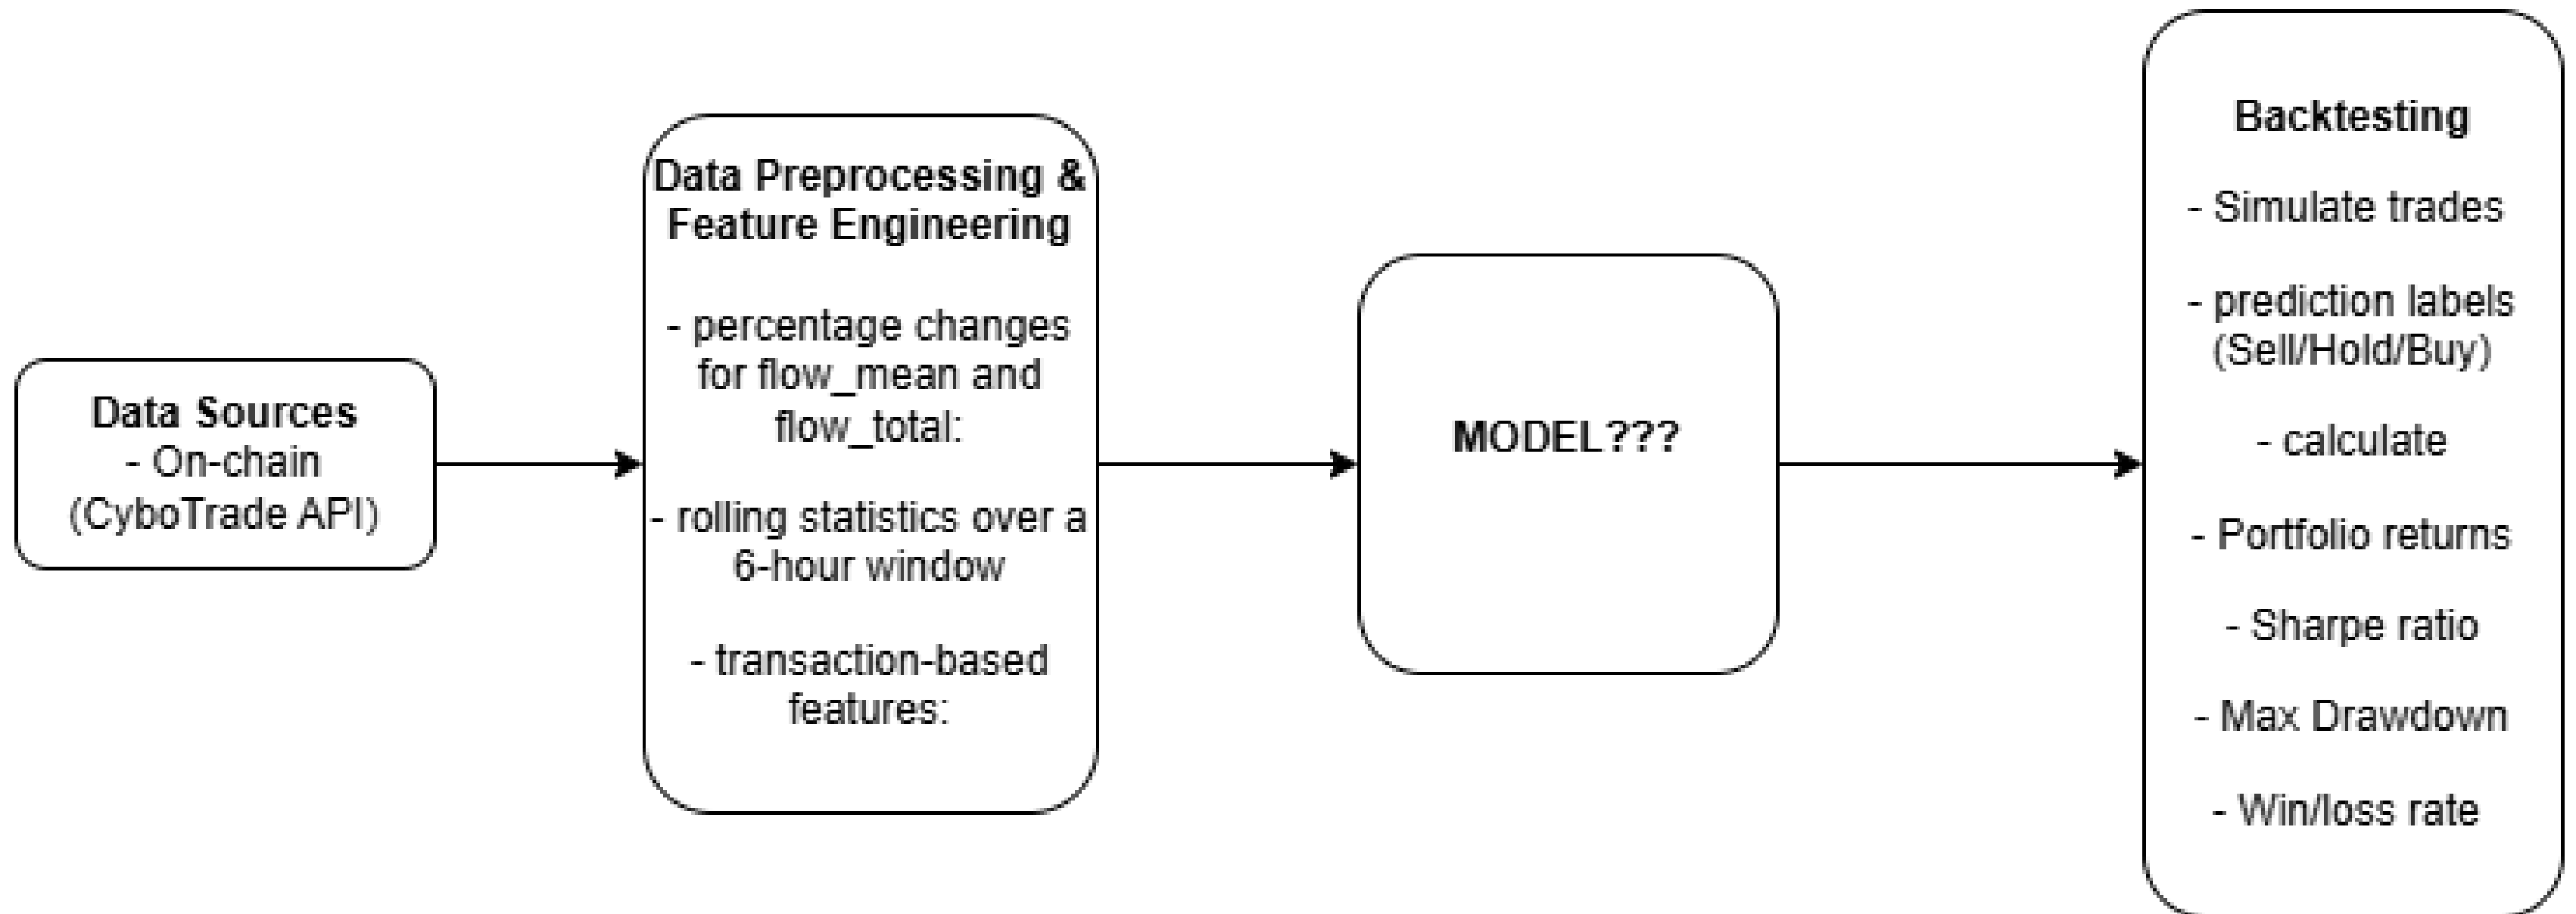 Data Sources
- On-chain
(CyboTrade API)
Data Preprocessing &
Feature Engineering
- percentage changes
for flow_mean and
flow_total:
- rolling statistics over a
6-hour window
- transaction-based
features:
MODEL???
Backtesting
- Simulate trades
- prediction labels
(Sell/Hold/Buy)
- calculate
- Portfolio returns
- Sharpe ratio
- Max Drawdown
- Win/loss rate